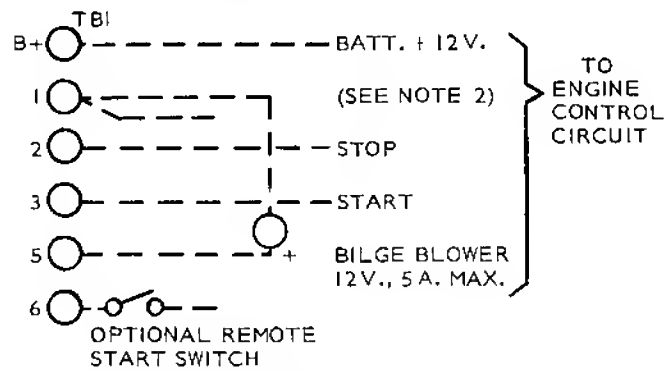 TB1
B+ BATT. + 12V.
1 (SEE NOTE 2)
2 STOP
3 START
5 + BILGE BLOWER
12V., 5A. MAX.
6
OPTIONAL REMOTE
START SWITCH
TO
ENGINE
CONTROL
CIRCUIT